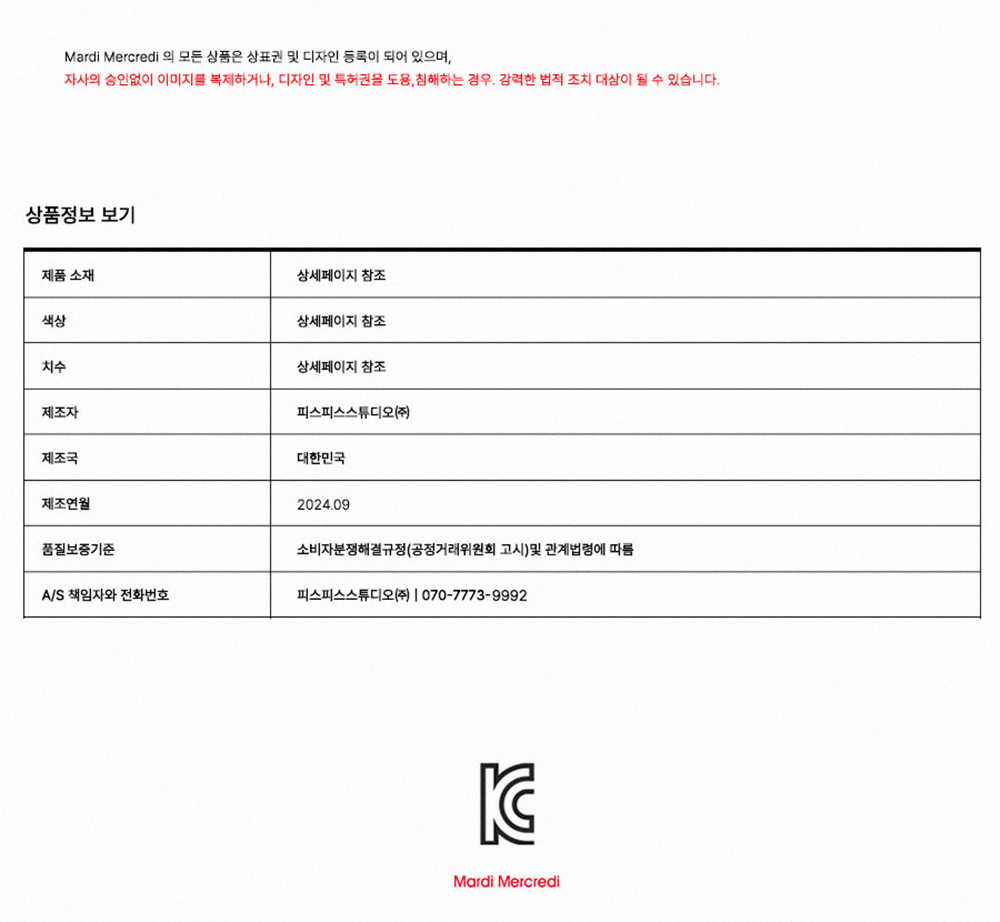 Mardi Mercredi 의 모든 상품은 상표권 및 디자인 등록이 되어 있으며,
자사의 승인없이 이미지를 복제하거나, 디자인 및 특허권을 도용,침해하는 경우. 강력한 법적 조치 대상이 될 수 있습니다.
상품정보 보기
제품 소재 상세페이지 참조
색상 상세페이지 참조
치수 상세페이지 참조
제조자 피스피스스튜디오㈜
제조국 대한민국
제조연월 2024.09
품질보증기준 소비자분쟁해결규정(공정거래위원회 고시)및 관계법령에 따름
A/S 책임자와 전화번호 피스피스스튜디오㈜ | 070-7773-9992
KC
Mardi Mercredi